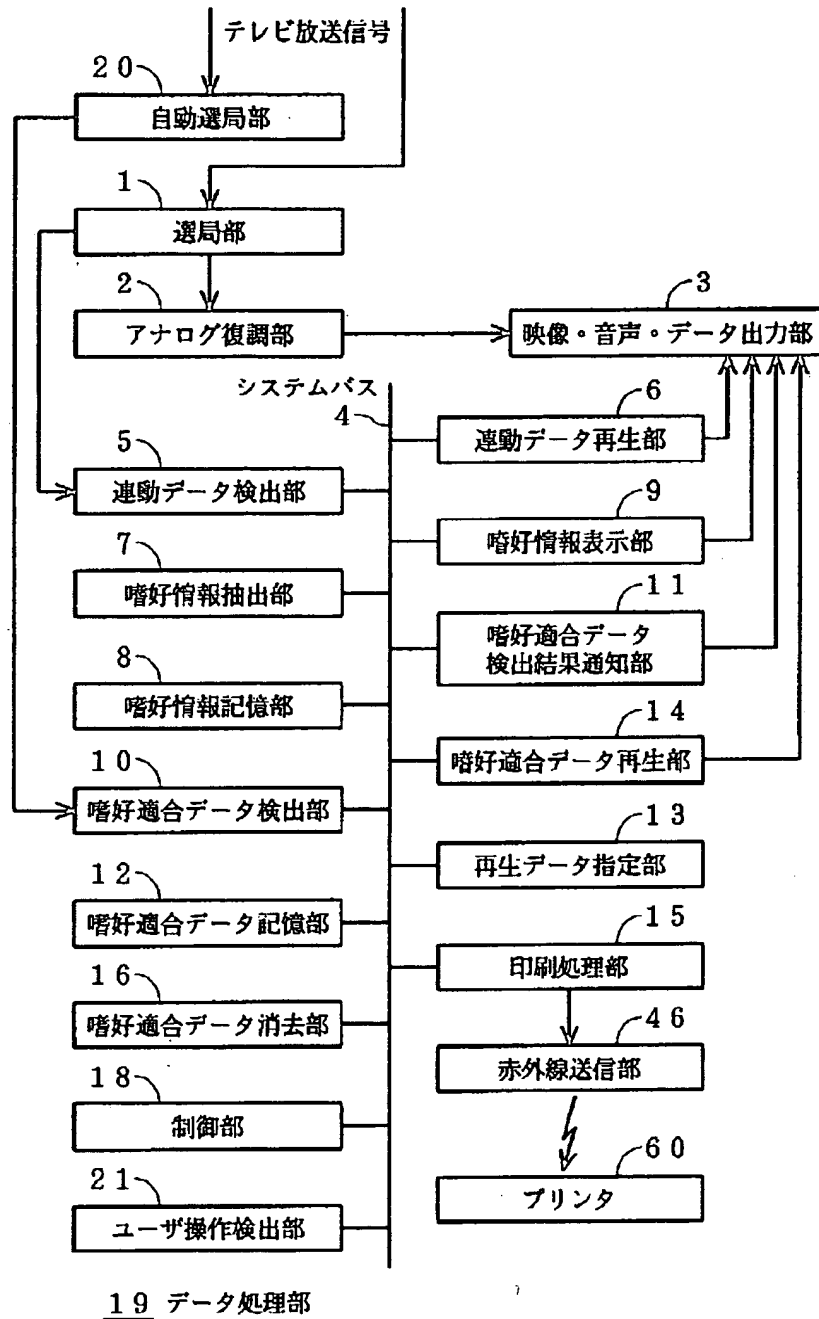 テレビ放送信号
20
自動選局部
1
選局部
2
アナログ復調部
3
映像・音声・データ出力部
システムバス
4
5
連動データ検出部
6
連動データ再生部
7
嗜好情報抽出部
9
嗜好情報表示部
8
嗜好情報記憶部
11
嗜好適合データ
検出結果通知部
10
嗜好適合データ検出部
14
嗜好適合データ再生部
12
嗜好適合データ記憶部
13
再生データ指定部
16
嗜好適合データ消去部
15
印刷処理部
18
制御部
46
赤外線送信部
21
ユーザ操作検出部
60
プリンタ
19 データ処理部